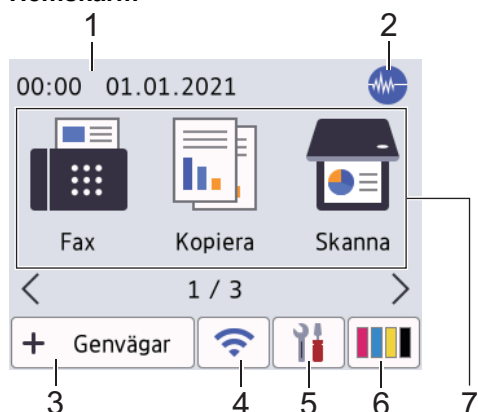 1 2
00:00 01.01.2021
Fax Kopiera Skanna
1 / 3
+ Genvägar
3 4 5 6 7